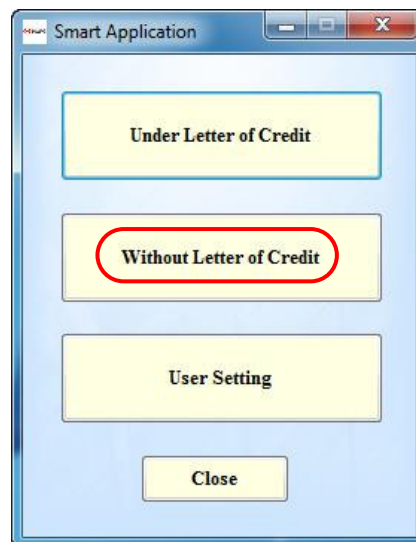 Smart Application
Under Letter of Credit
Without Letter of Credit
User Setting
Close